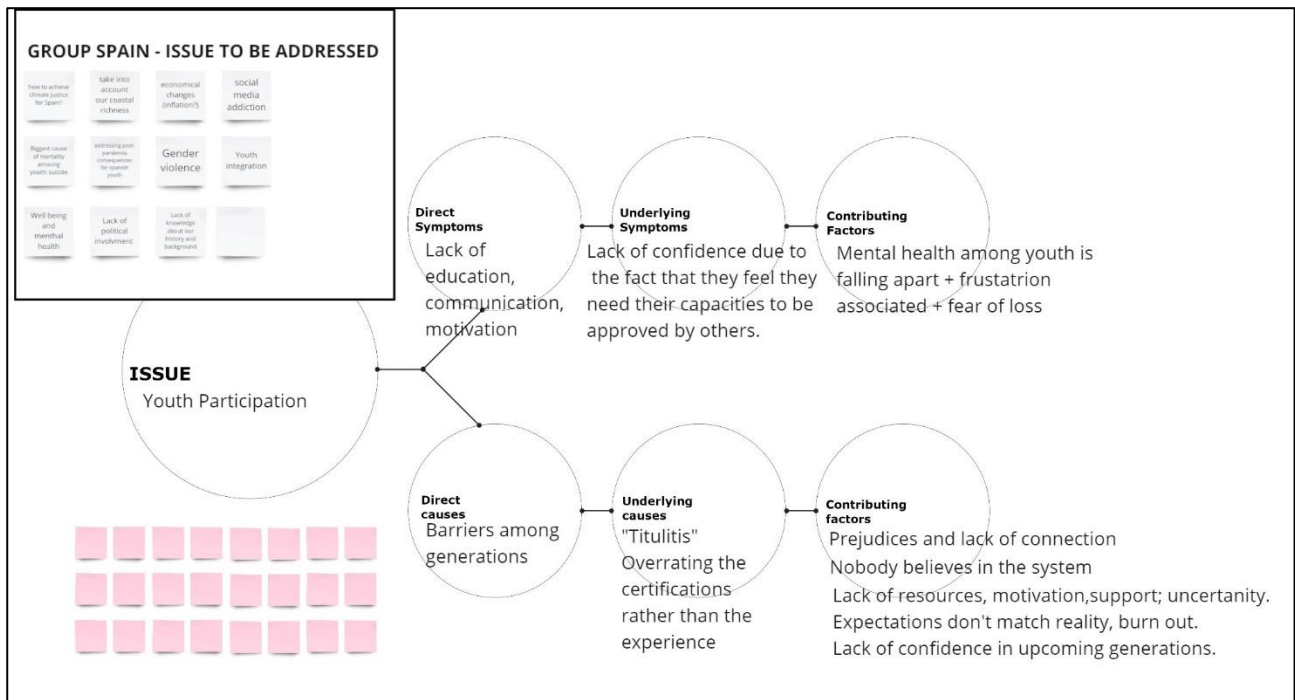 GROUP SPAIN - ISSUE TO BE ADDRESSED
how to achieve
climate justice
for Spain?
take into
account
our coastal
richness
economical
changes
(inflation?)
social
media
addiction
Biggest cause
of mortality
amoung
youth: suicide
addressing post
pandemia
consequences
for spanish
youth
Gender
violence
Youth
integration
Well being
and
menthal
health
Lack of
political
involvment
Lack of
knowledge
about our
history and
background
ISSUE
Youth Participation
Direct
Symptoms
Lack of
education,
communication,
motivation
Underlying
Symptoms
Lack of confidence due to
the fact that they feel they
need their capacities to be
approved by others.
Contributing
Factors
Mental health among youth is
falling apart + frustatrion
associated + fear of loss
Direct
causes
Barriers among
generations
Underlying
causes
"Titulitis"
Overrating the
certifications
rather than the
experience
Contributing
factors
Prejudices and lack of connection
Nobody believes in the system
Lack of resources, motivation,support; uncertanity.
Expectations don't match reality, burn out.
Lack of confidence in upcoming generations.